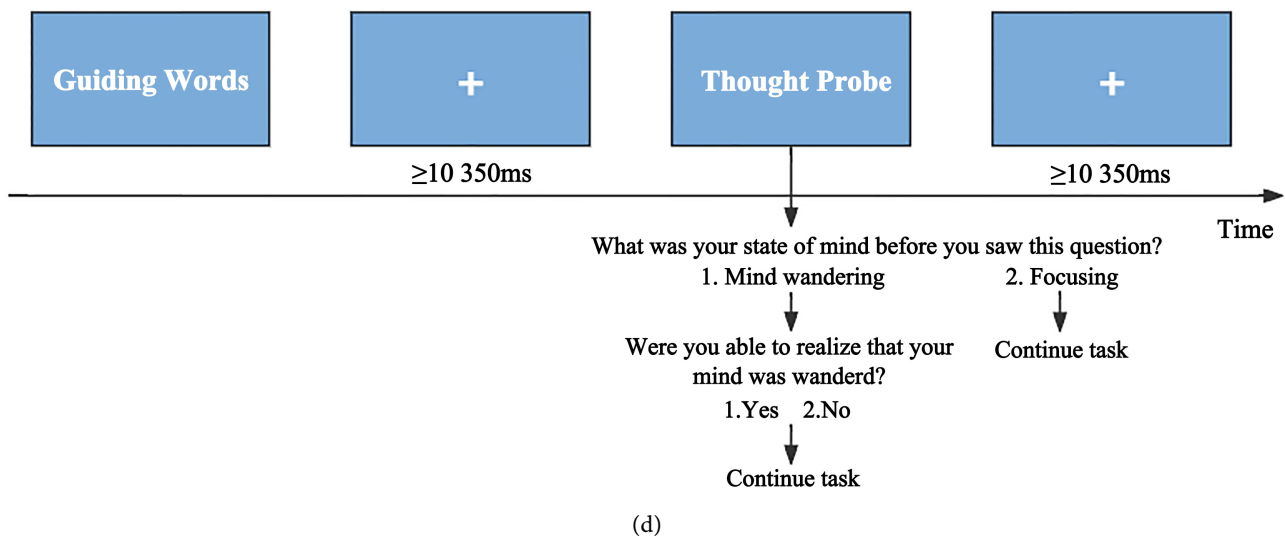 Guiding Words
+
Thought Probe
+
≥10 350ms
≥10 350ms
Time
What was your state of mind before you saw this question?
1. Mind wandering
2. Focusing
Were you able to realize that your
mind was wanderd?
Continue task
1.Yes 2.No
Continue task
(d)